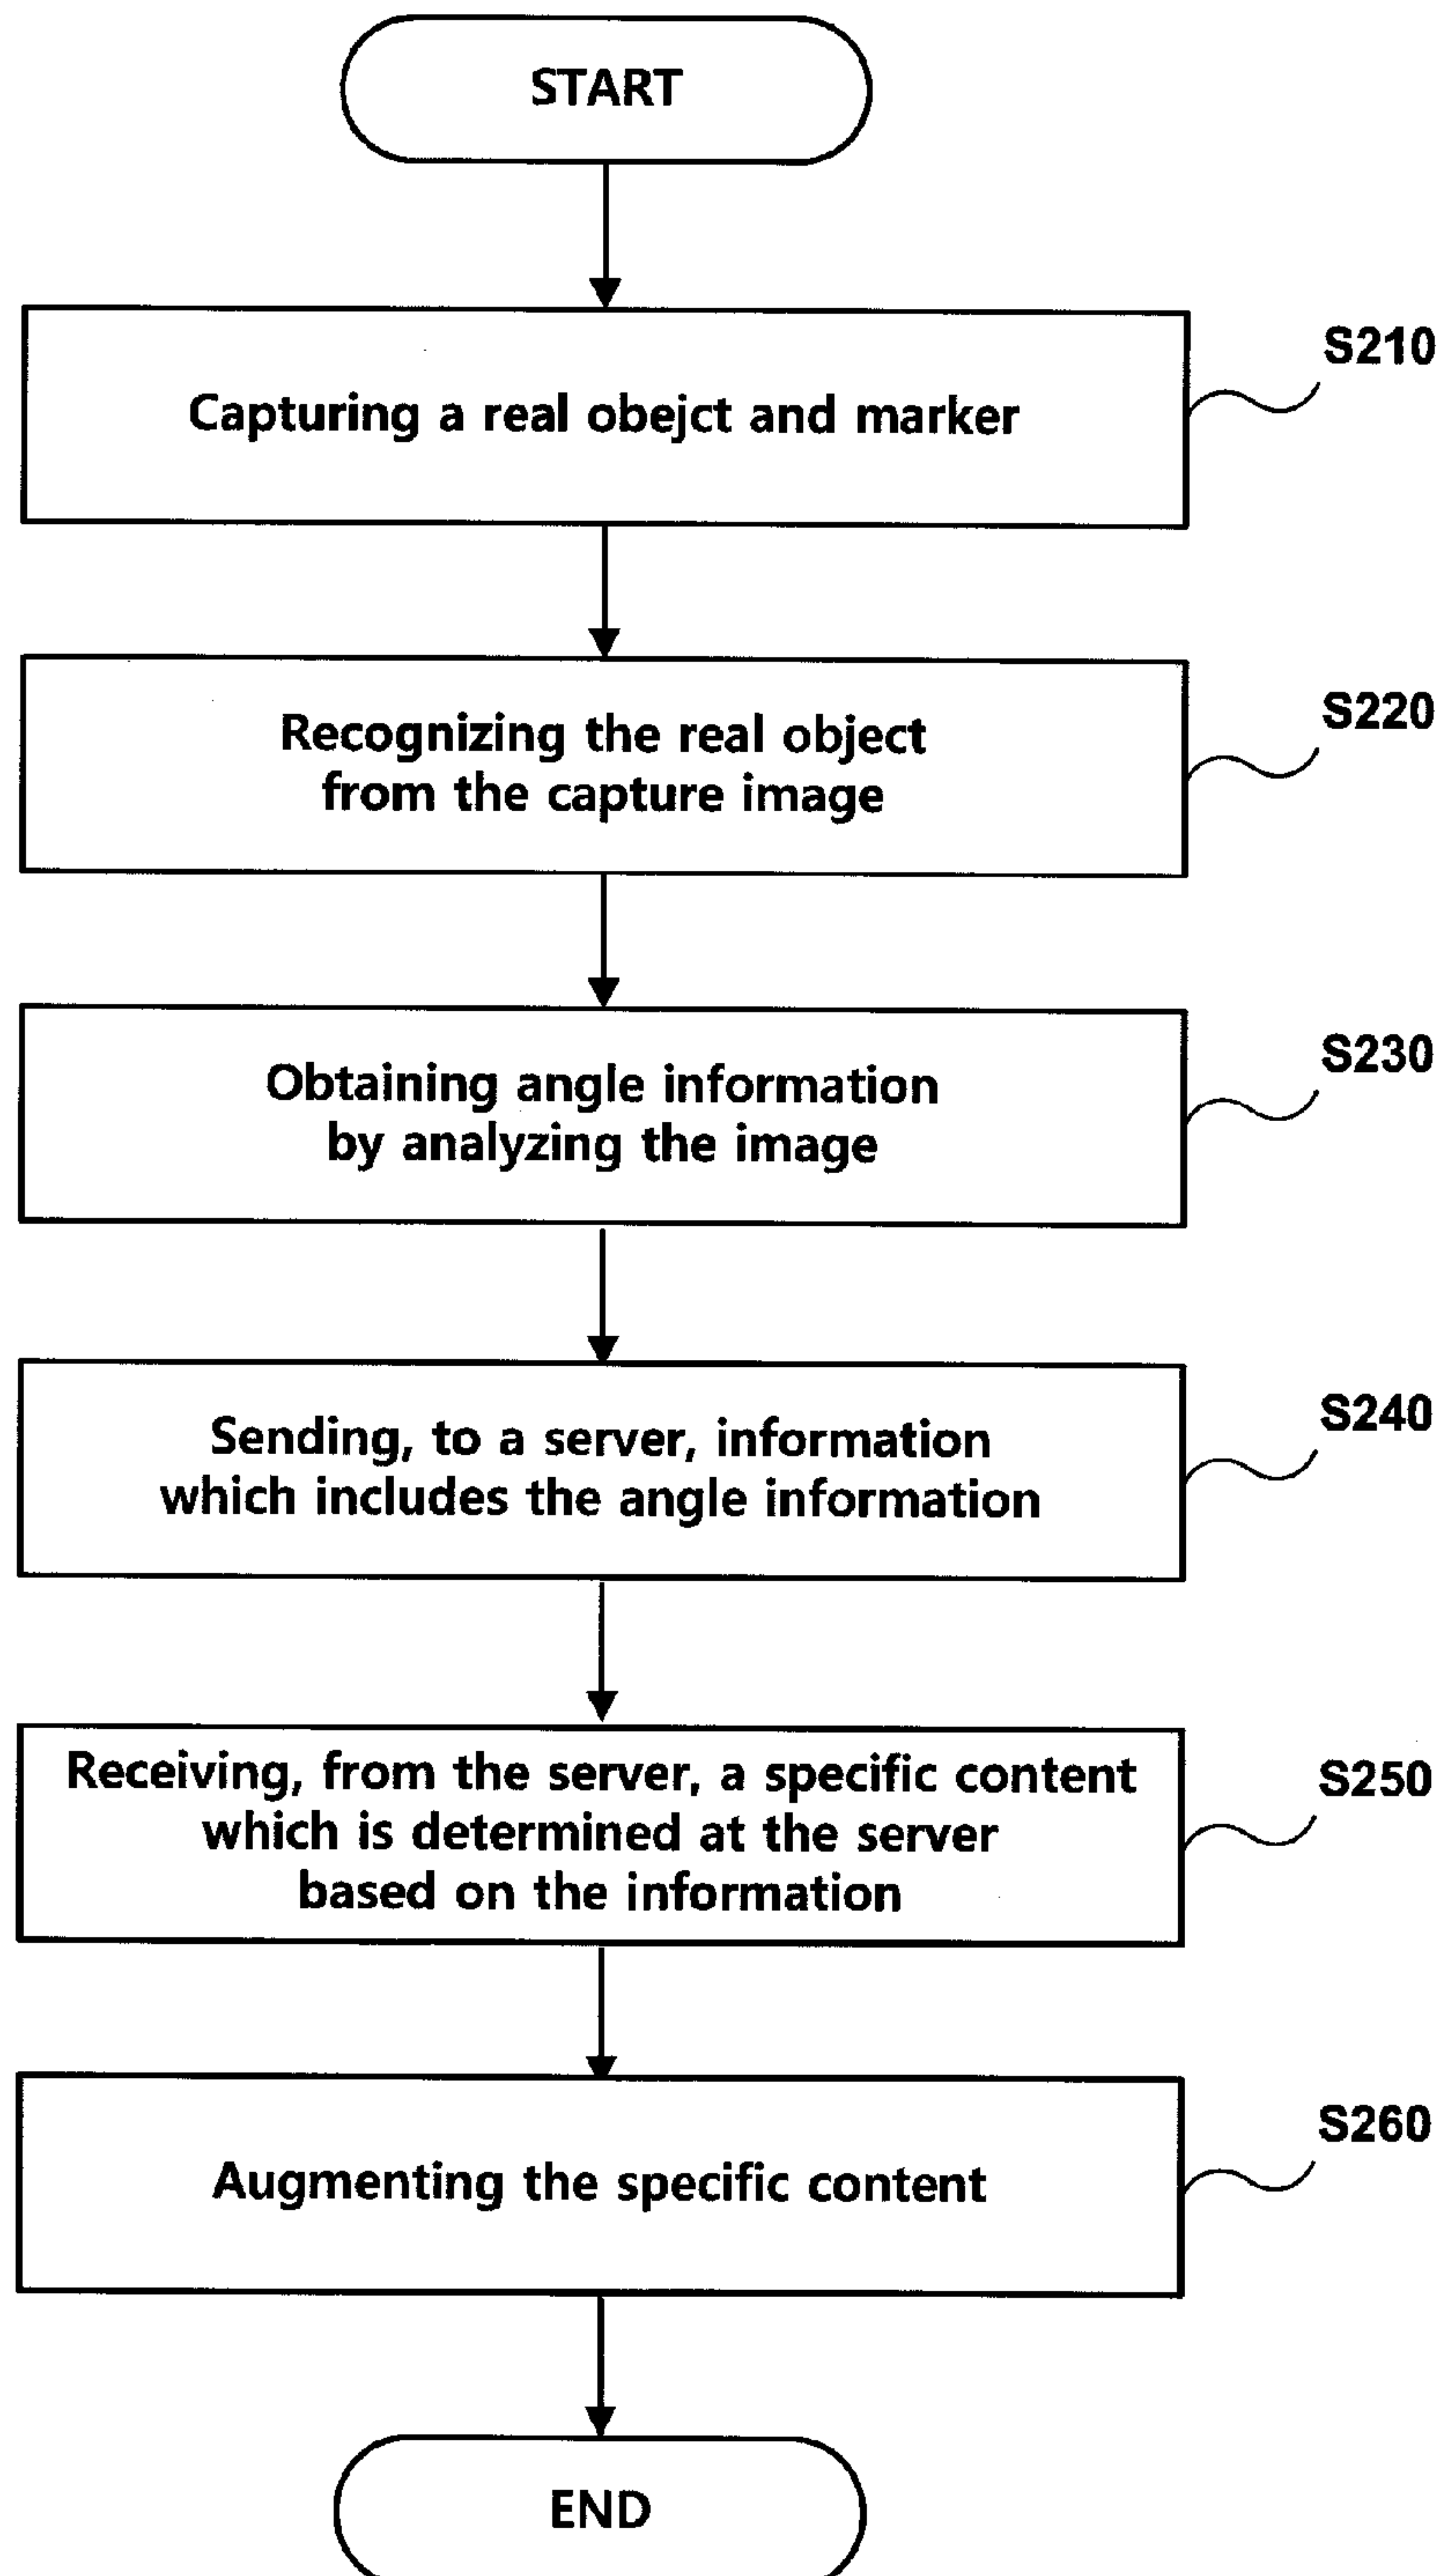 START
Capturing a real obejct and marker
S210
Recognizing the real object
from the capture image
S220
Obtaining angle information
by analyzing the image
S230
Sending, to a server, information
which includes the angle information
S240
Receiving, from the server, a specific content
which is determined at the server
based on the information
S250
Augmenting the specific content
S260
END